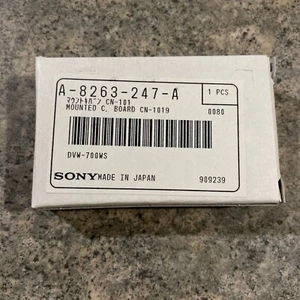 A-8263-247-A
1 PCS
マウントキバン CN-101
MOUNTED C. BOARD CN-1019
0080
DVW-700WS
SONY MADE IN JAPAN
909239